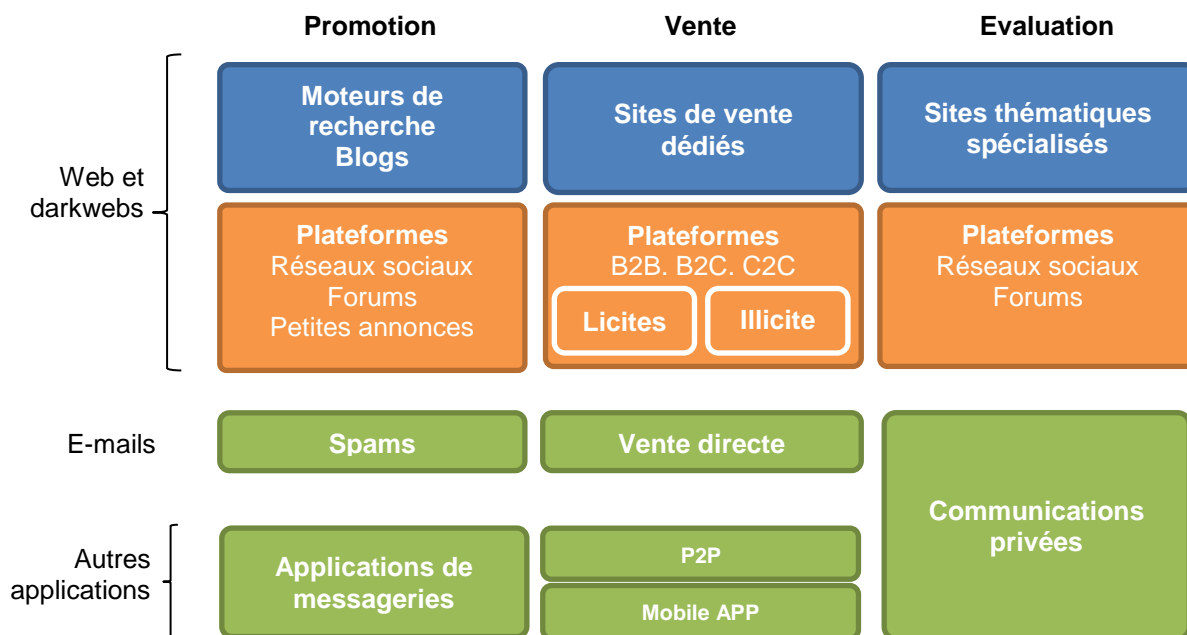 Promotion
Vente
Evaluation
Web et
darkwebs
Moteurs de
recherche
Blogs
Sites de vente
dédiés
Sites thématiques
spécialisés
Plateformes
Réseaux sociaux
Forums
Petites annonces
Plateformes
B2B. B2C. C2C
Licites
Illicite
Plateformes
Réseaux sociaux
Forums
E-mails
Spams
Vente directe
Communications
privées
Autres
applications
Applications de
messageries
P2P
Mobile APP